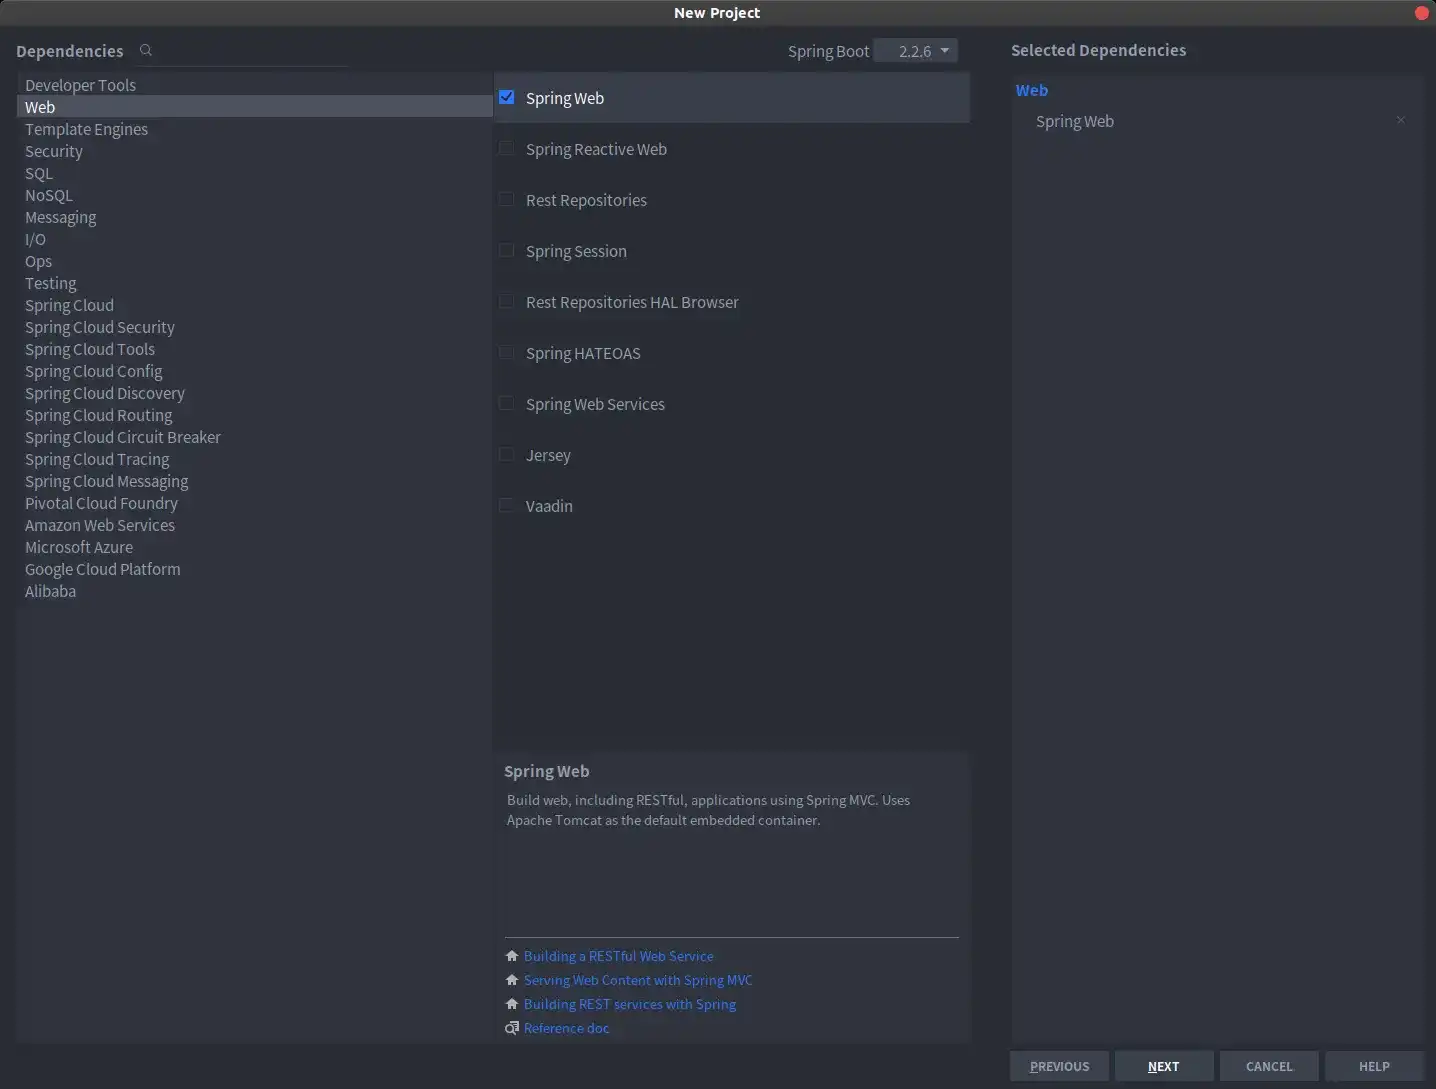 New Project
Dependencies
Spring Boot 2.2.6
Selected Dependencies
Developer Tools
Web
Template Engines
Security
SQL
NoSQL
Messaging
I/O
Ops
Testing
Spring Cloud
Spring Cloud Security
Spring Cloud Tools
Spring Cloud Config
Spring Cloud Discovery
Spring Cloud Routing
Spring Cloud Circuit Breaker
Spring Cloud Tracing
Spring Cloud Messaging
Pivotal Cloud Foundry
Amazon Web Services
Microsoft Azure
Google Cloud Platform
Alibaba
Spring Web
Spring Reactive Web
Rest Repositories
Spring Session
Rest Repositories HAL Browser
Spring HATEOAS
Spring Web Services
Jersey
Vaadin
Spring Web
Build web, including RESTful, applications using Spring MVC. Uses
Apache Tomcat as the default embedded container.
Building a RESTful Web Service
Serving Web Content with Spring MVC
Building REST services with Spring
Reference doc
Web
Spring Web
PREVIOUS
NEXT
CANCEL
HELP